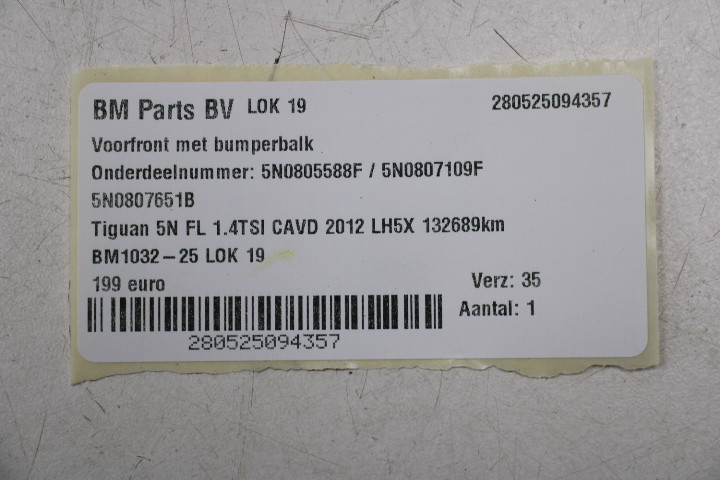 BM Parts BV LOK 19 280525094357
Voorfront met bumperbalk
Onderdeelnummer: 5N0805588F / 5N0807109F
5N0807651B
Tiguan 5N FL 1.4TSI CAVD 2012 LH5X 132689km
BM1032-25 LOK 19
199 euro Verz: 35
Aantal: 1
280525094357